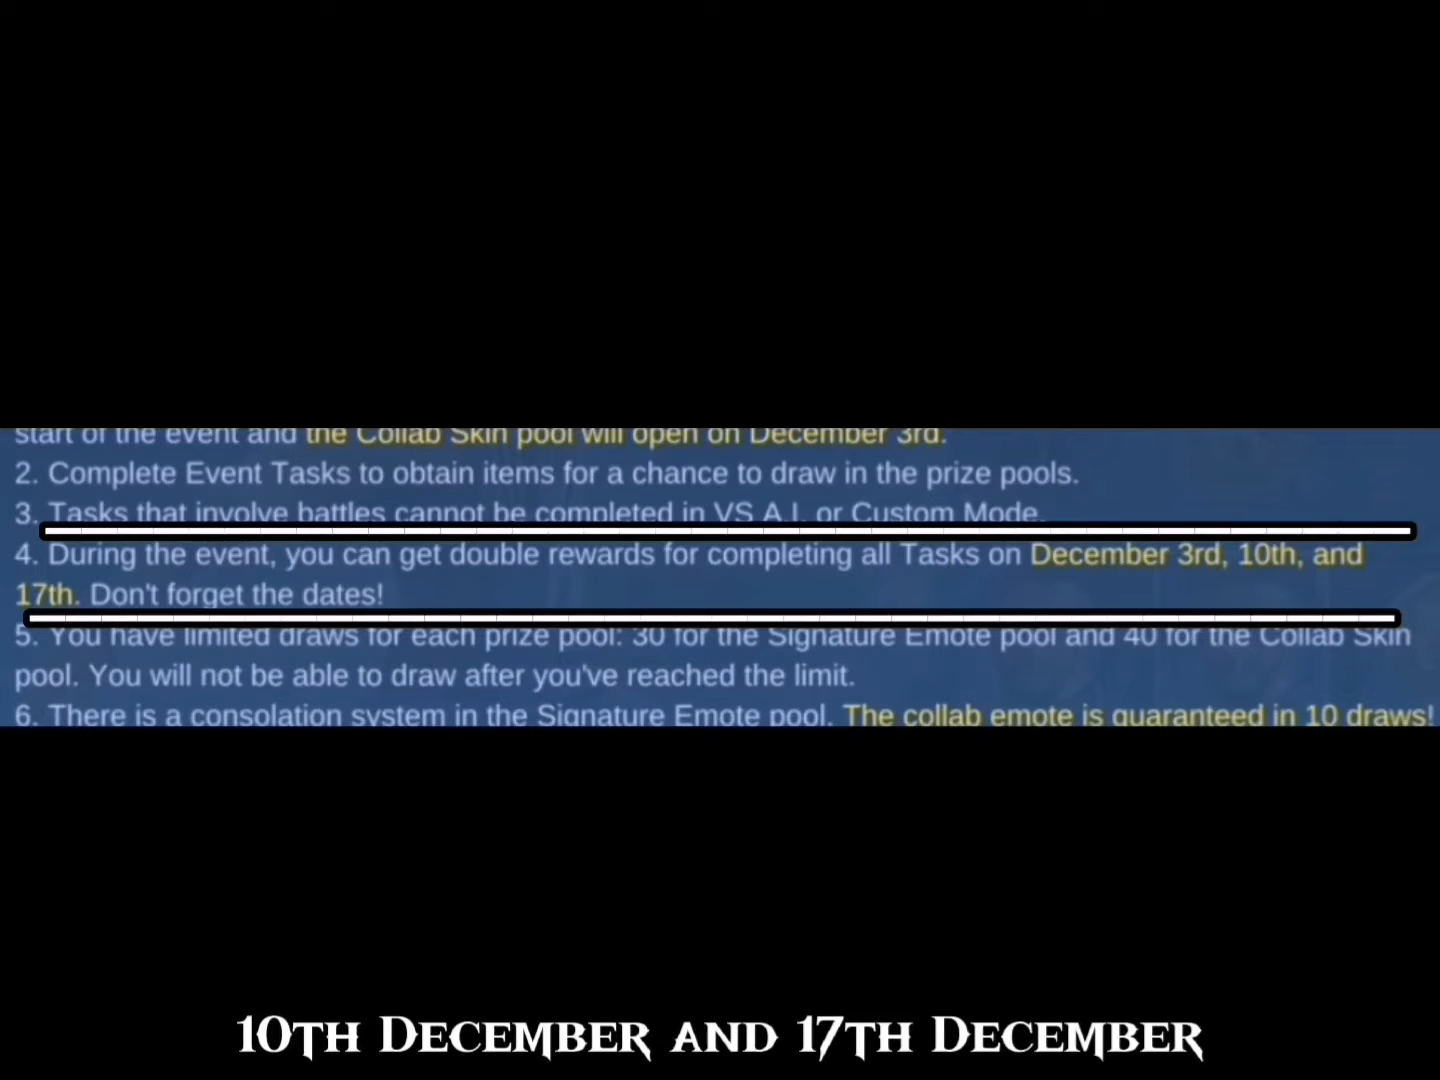 start of the event and the Collab Skin pool will open on December 3rd.
2. Complete Event Tasks to obtain items for a chance to draw in the prize pools.
3. Tasks that involve battles cannot be completed in VS A.I. or Custom Mode.
4. During the event, you can get double rewards for completing all Tasks on December 3rd, 10th, and
17th. Don't forget the dates!
5. You have limited draws for each prize pool: 30 for the Signature Emote pool and 40 for the Collab Skin
pool. You will not be able to draw after you've reached the limit.
6. There is a consolation system in the Signature Emote pool. The collab emote is guaranteed in 10 draws!
10th December and 17th December